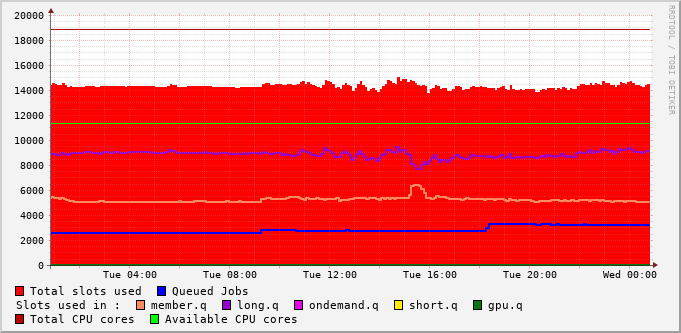 20000
18000
16000
14000
12000
10000
8000
6000
4000
2000
0
Tue 04:00 Tue 08:00 Tue 12:00 Tue 16:00 Tue 20:00 Wed 00:00
Total slots used Queued Jobs
Slots used in : member.q long.q ondemand.q short.q gpu.q
Total CPU cores Available CPU cores
RRDTOOL / TOBI OETIKER